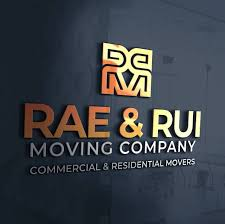 RAE & RUI
MOVING COMPANY
COMMERCIAL & RESIDENTIAL MOVERS